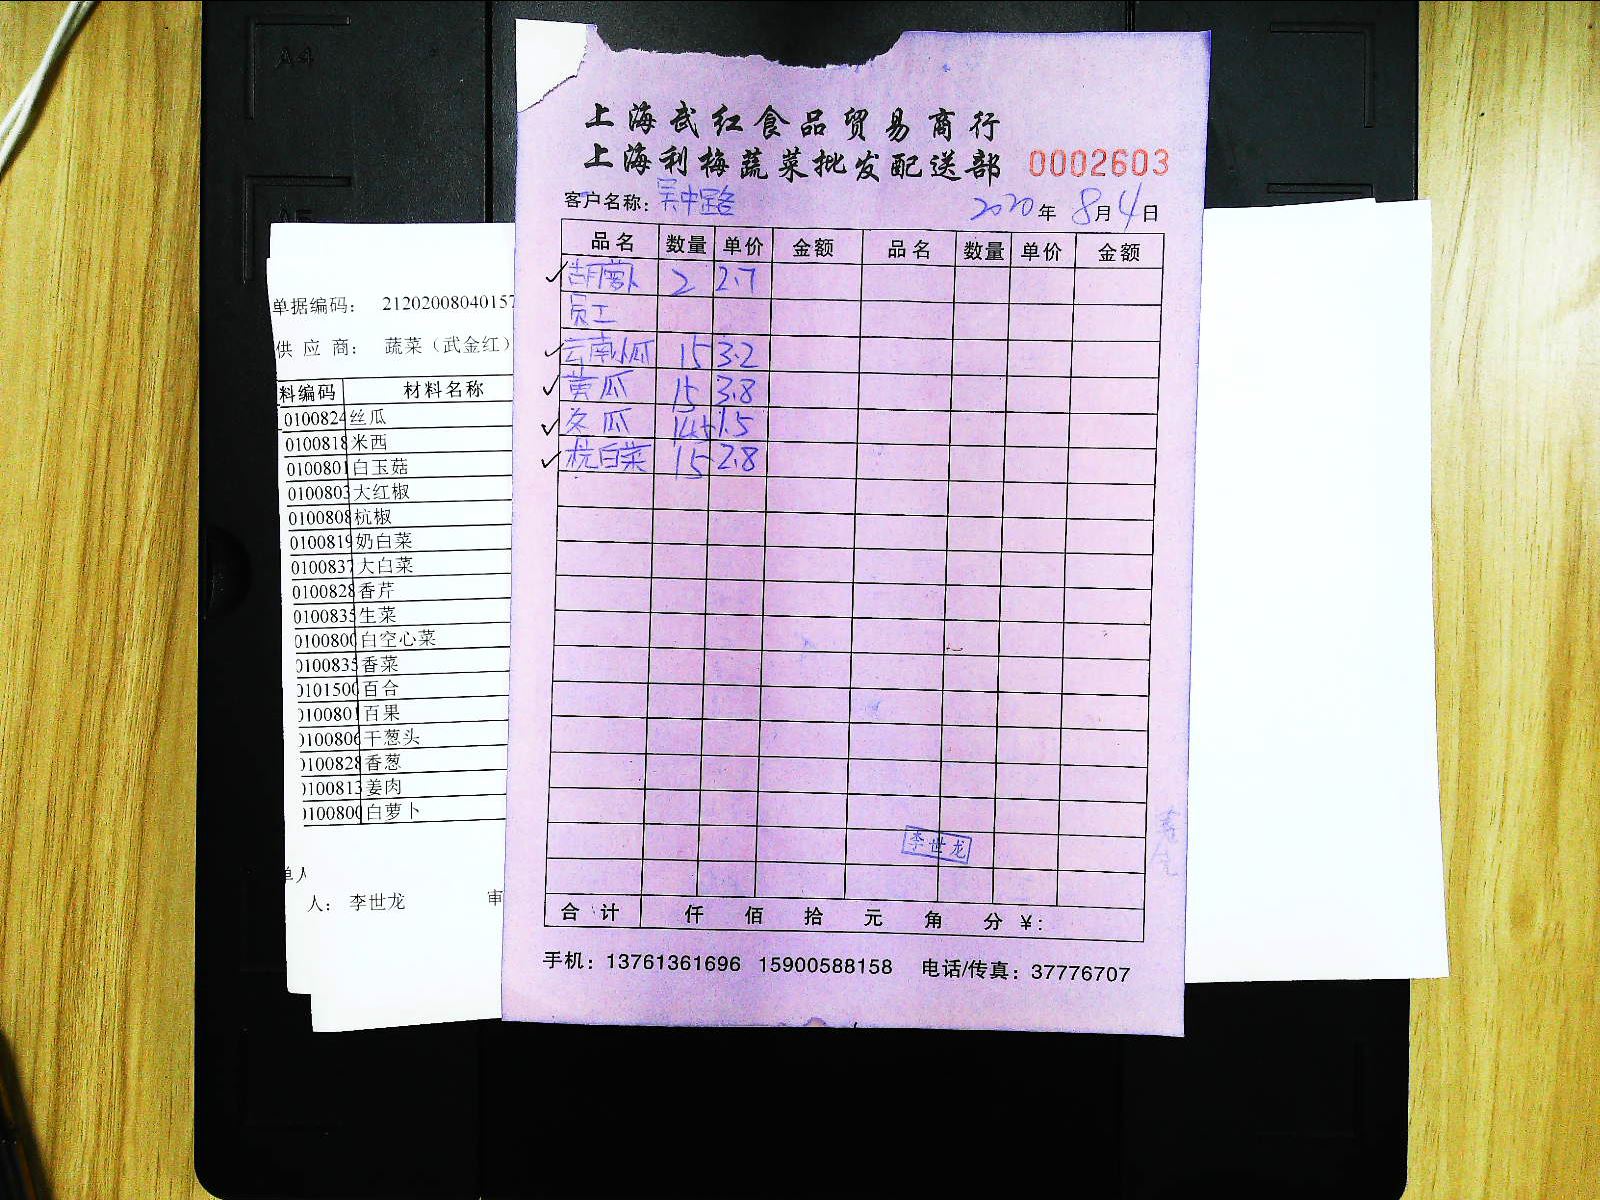 A4
上海武红食品贸易商行
上海利梅蔬菜批发配送部 0002603
客户名称: 吴中路 2020年 8月4日
品名 数量 单价 金额 品名 数量 单价 金额
胡萝卜 2 2.7
员工
云南小瓜 15 3.2
黄瓜 15 3.8
冬瓜 14.5 1.5
杭白菜 15 2.8
李世龙
合计 仟 佰 拾 元 角 分 ¥:
手机: 13761361696 15900588158 电话/传真: 37776707
单据编码: 21202008040157
供应商: 蔬菜（武金红）
料编码 材料名称
0100824 丝瓜
0100818 米西
0100801 白玉菇
0100803 大红椒
0100808 杭椒
0100819 奶白菜
0100837 大白菜
0100828 香芹
0100835 生菜
0100800 白空心菜
0100835 香菜
0101500 百合
0100801 百果
0100806 干葱头
0100828 香葱
0100813 姜肉
0100800 白萝卜
单人
人: 李世龙 审